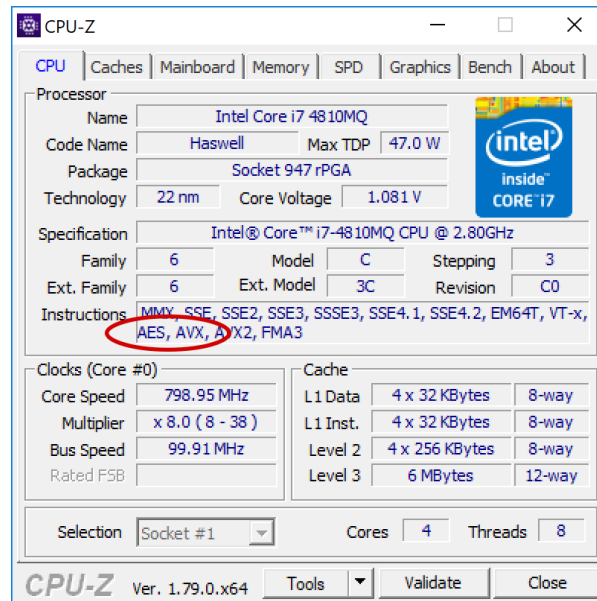 CPU-Z
CPU Caches Mainboard Memory SPD Graphics Bench About
Processor
Name Intel Core i7 4810MQ
Code Name Haswell Max TDP 47.0 W
Package Socket 947 rPGA
Technology 22 nm Core Voltage 1.081 V
intel
inside™
CORE™ i7
Specification Intel® Core™ i7-4810MQ CPU @ 2.80GHz
Family 6 Model C Stepping 3
Ext. Family 6 Ext. Model 3C Revision C0
Instructions MMX, SSE, SSE2, SSE3, SSSE3, SSE4.1, SSE4.2, EM64T, VT-x,
AES, AVX, AVX2, FMA3
Clocks (Core #0)
Core Speed 798.95 MHz
Multiplier x 8.0 ( 8 - 38 )
Bus Speed 99.91 MHz
Rated FSB
Cache
L1 Data 4 x 32 KBytes 8-way
L1 Inst. 4 x 32 KBytes 8-way
Level 2 4 x 256 KBytes 8-way
Level 3 6 MBytes 12-way
Selection Socket #1 Cores 4 Threads 8
CPU-Z Ver. 1.79.0.x64 Tools Validate Close